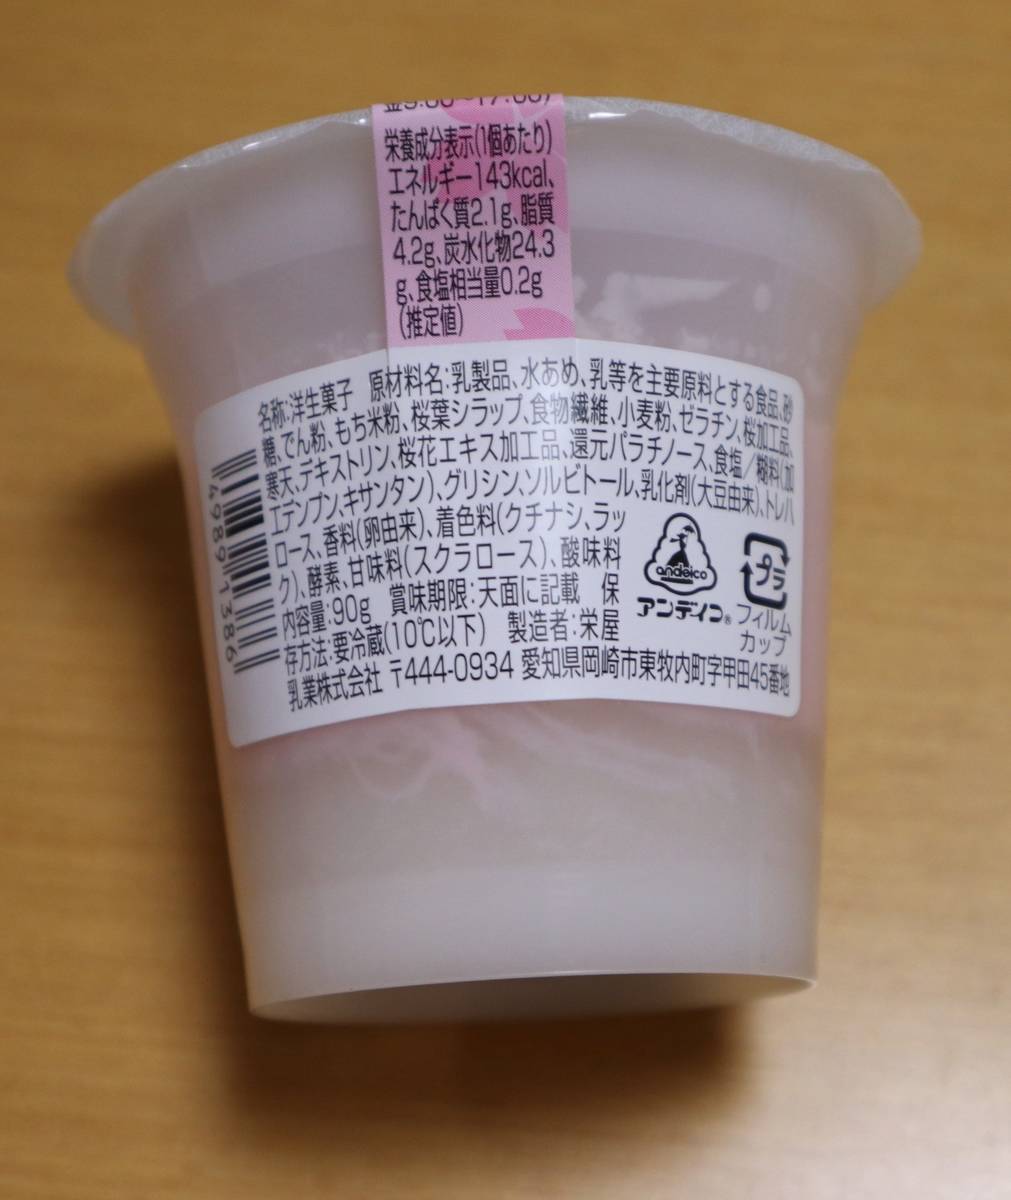 金9:00~17:00)
栄養成分表示(1個あたり)
エネルギー143kcal、
たんぱく質2.1g、脂質
4.2g、炭水化物24.3
g、食塩相当量0.2g
(推定値)
名称:洋生菓子 原材料名:乳製品、水あめ、乳等を主要原料とする食品、砂
糖、でん粉、もち米粉、桜葉シラップ、食物繊維、小麦粉、ゼラチン、桜加工品、
寒天、デキストリン、桜花エキス加工品、還元パラチノース、食塩/糊料(加
工デンプン、キサンタン)、グリシン、ソルビトール、乳化剤(大豆由来)、トレハ
ロース、香料(卵由来)、着色料(クチナシ、ラッ
ク)、酵素、甘味料(スクラロース)、酸味料
内容量:90g 賞味期限:天面に記載 保
存方法:要冷蔵(10℃以下) 製造者:栄屋
乳業株式会社 〒444-0934 愛知県岡崎市東牧内町字甲田45番地
andeico
アンデイコ®
プラ
フィルム
カップ
49891386